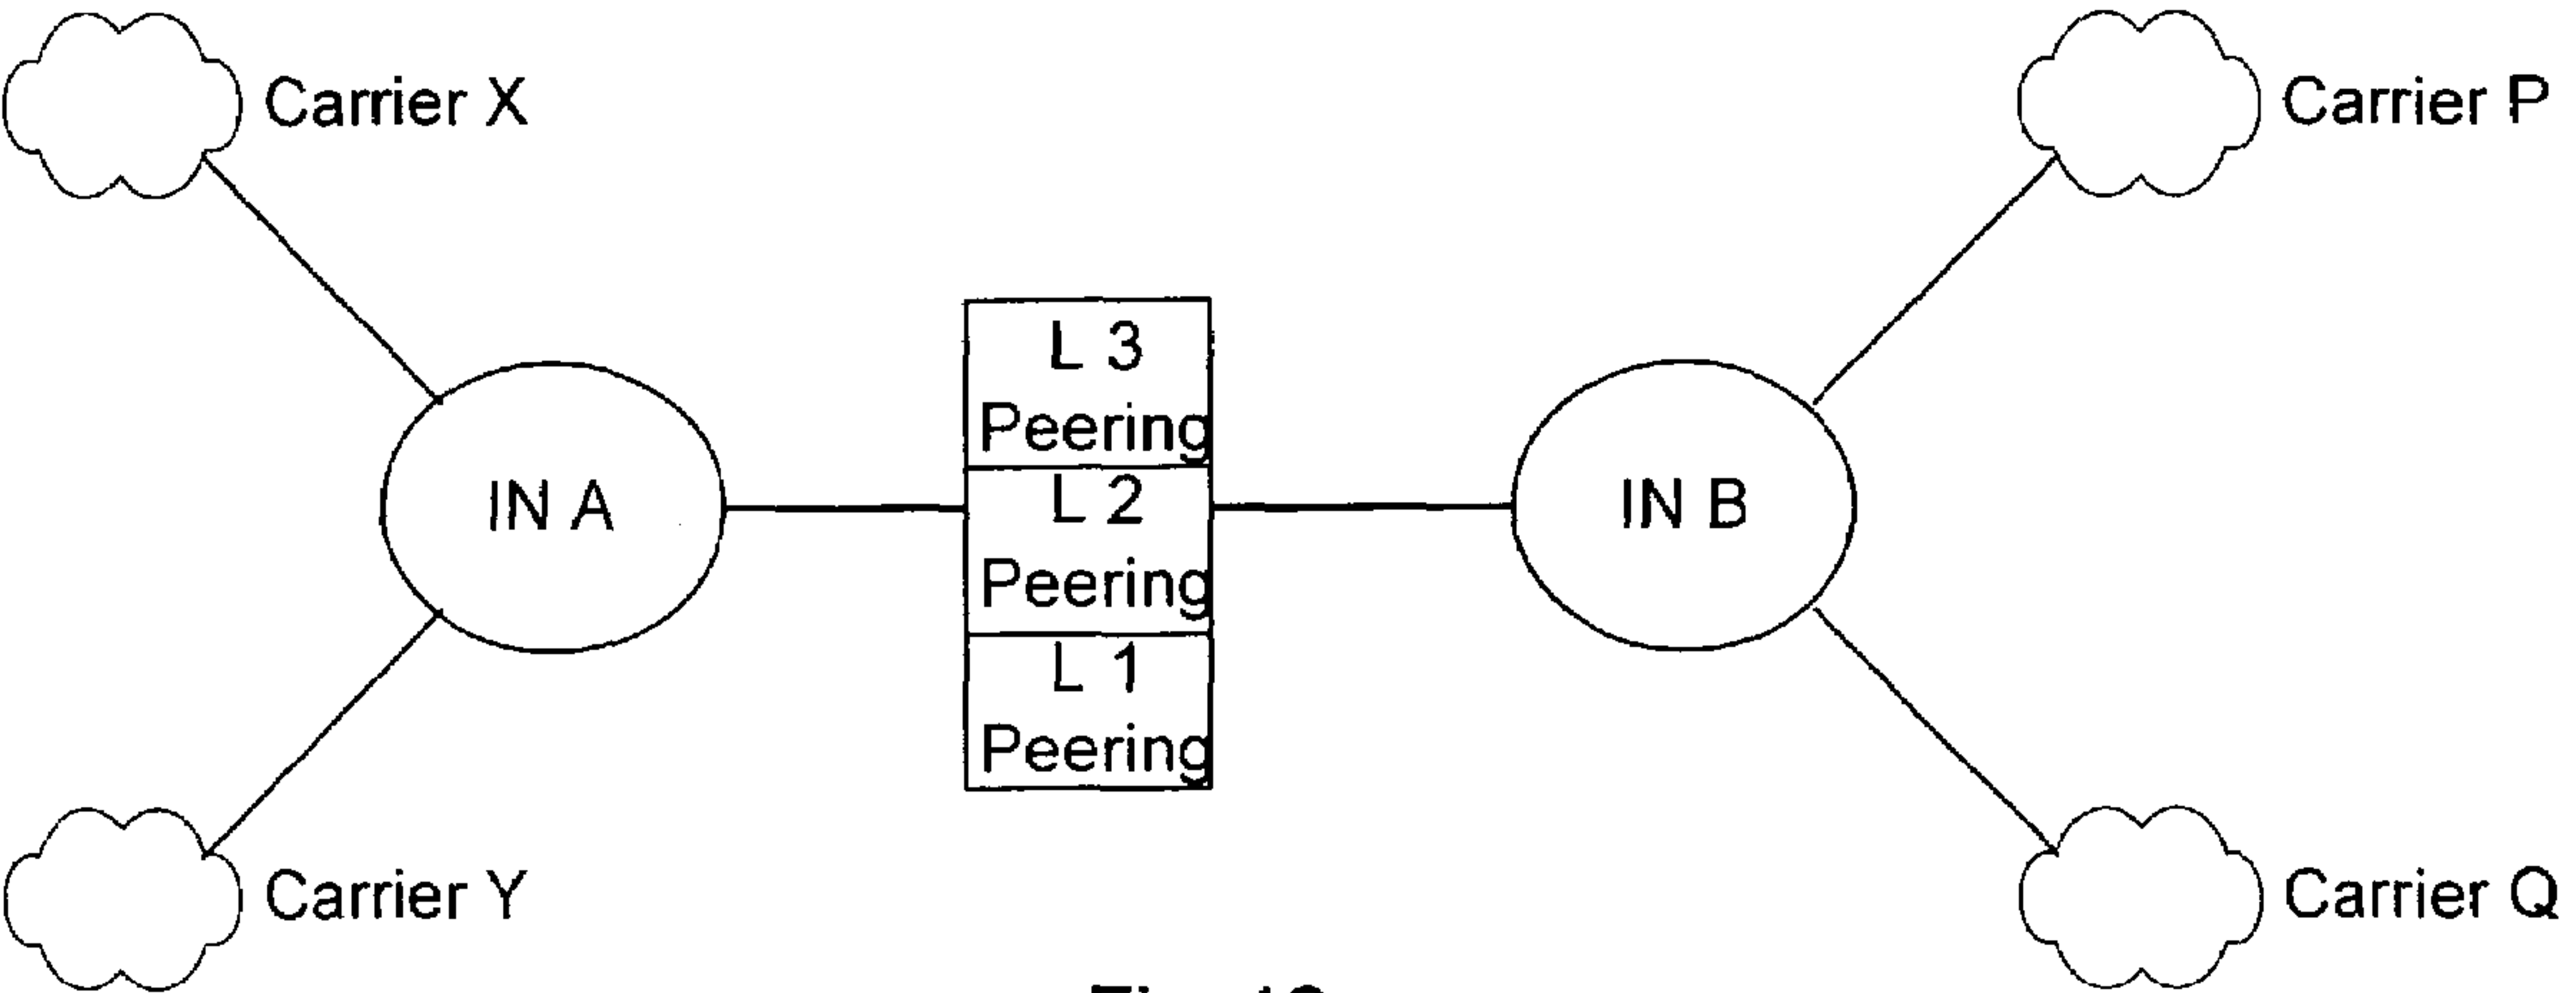 Carrier X
Carrier P
L 3
Peering
IN A
L 2
Peering
IN B
L 1
Peering
Carrier Y
Carrier Q